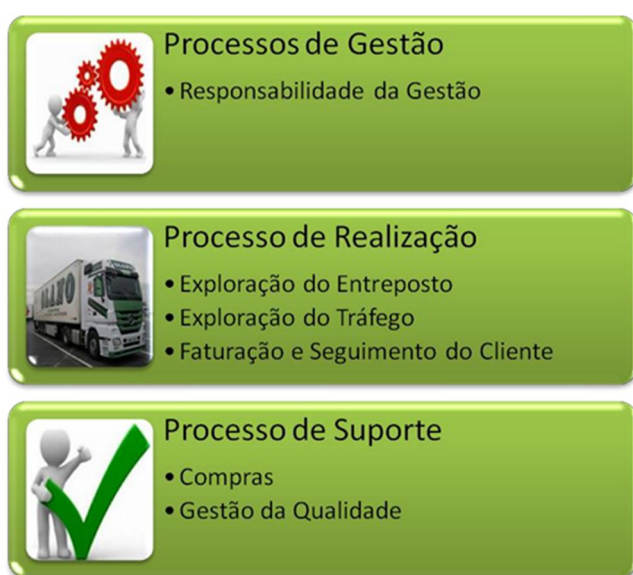 Processos de Gestão
• Responsabilidade da Gestão
Processo de Realização
• Exploração do Entreposto
• Exploração do Tráfego
• Faturação e Seguimento do Cliente
Processo de Suporte
• Compras
• Gestão da Qualidade